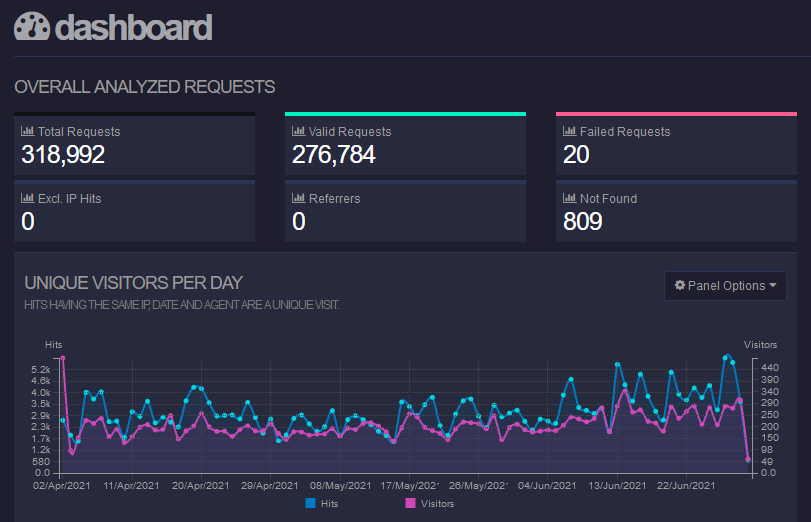 dashboard
OVERALL ANALYZED REQUESTS
Total Requests
318,992
Valid Requests
276,784
Failed Requests
20
Excl. IP Hits
0
Referrers
0
Not Found
809
UNIQUE VISITORS PER DAY
HITS HAVING THE SAME IP, DATE AND AGENT ARE A UNIQUE VISIT.
Panel Options
Hits
Visitors
5.2k
4.6k
4.0k
3.5k
2.9k
2.3k
1.7k
1.2k
580
0.0
440
390
340
290
250
200
150
98
49
0.0
02/Apr/2021 11/Apr/2021 20/Apr/2021 29/Apr/2021 08/May/2021 17/May/2021 26/May/2021 04/Jun/2021 13/Jun/2021 22/Jun/2021
Hits Visitors